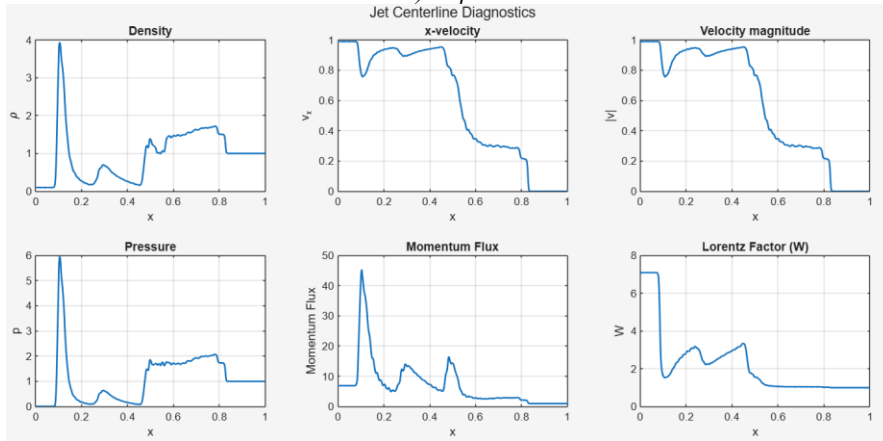 Jet Centerline Diagnostics
Density
x-velocity
Velocity magnitude
ρ
4
3
2
1
0
0 0.2 0.4 0.6 0.8 1
x
v_x
1
0.8
0.6
0.4
0.2
0
0 0.2 0.4 0.6 0.8 1
x
|v|
1
0.8
0.6
0.4
0.2
0
0 0.2 0.4 0.6 0.8 1
x
Pressure
Momentum Flux
Lorentz Factor (W)
p
6
5
4
3
2
1
0
0 0.2 0.4 0.6 0.8 1
x
Momentum Flux
50
40
30
20
10
0
0 0.2 0.4 0.6 0.8 1
x
W
8
6
4
2
0
0 0.2 0.4 0.6 0.8 1
x